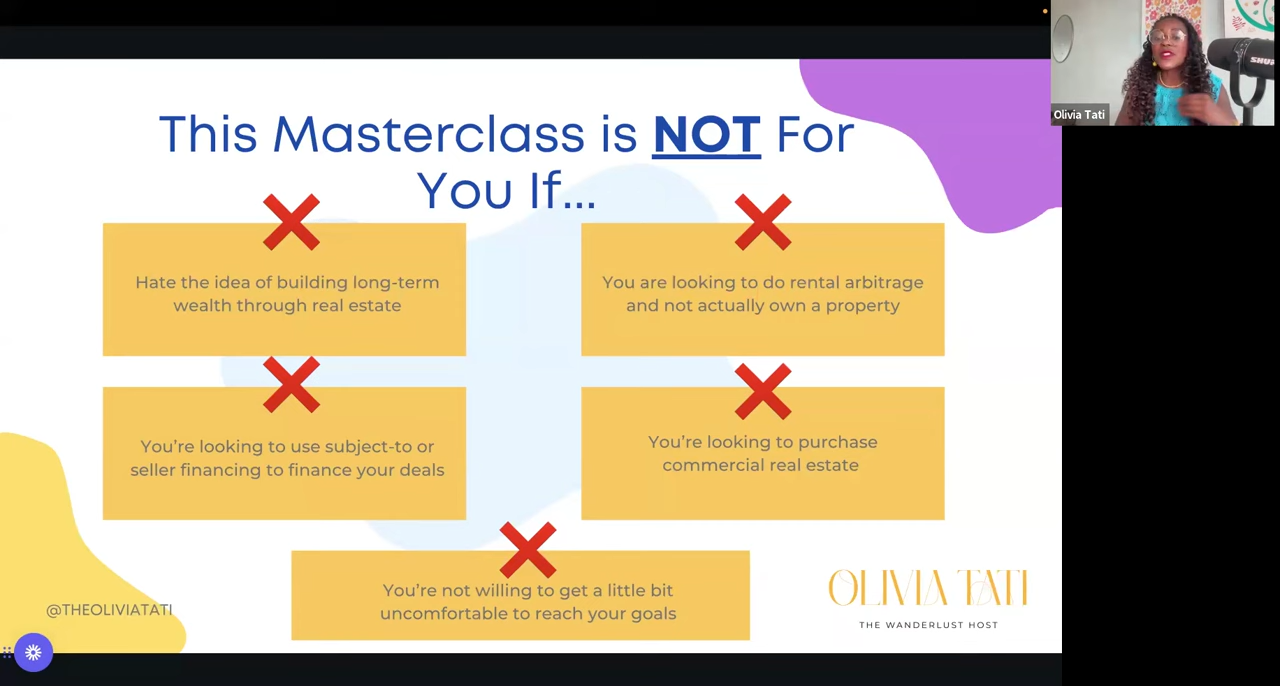 This Masterclass is NOT For
You If...
Hate the idea of building long-term
wealth through real estate
You are looking to do rental arbitrage
and not actually own a property
You’re looking to use subject-to or
seller financing to finance your deals
You’re looking to purchase
commercial real estate
You’re not willing to get a little bit
uncomfortable to reach your goals
@THEOLIVIATATI
OLIVIA TATI
THE WANDERLUST HOST
Olivia Tati
SHURE